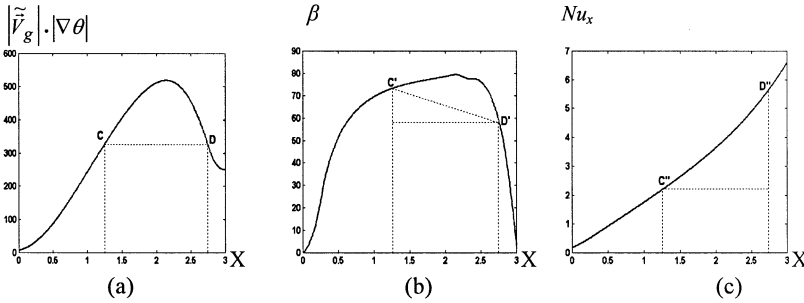 |Ṽ⃗_g|·|∇θ|
600
500
400
300
200
100
0
0 0.5 1 1.5 2 2.5 3 X
C
D
(a)
β
90
80
70
60
50
40
30
20
10
0
0 0.5 1 1.5 2 2.5 3 X
C'
D'
(b)
Nu_x
7
6
5
4
3
2
1
0
0 0.5 1 1.5 2 2.5 3 X
D"
C"
(c)